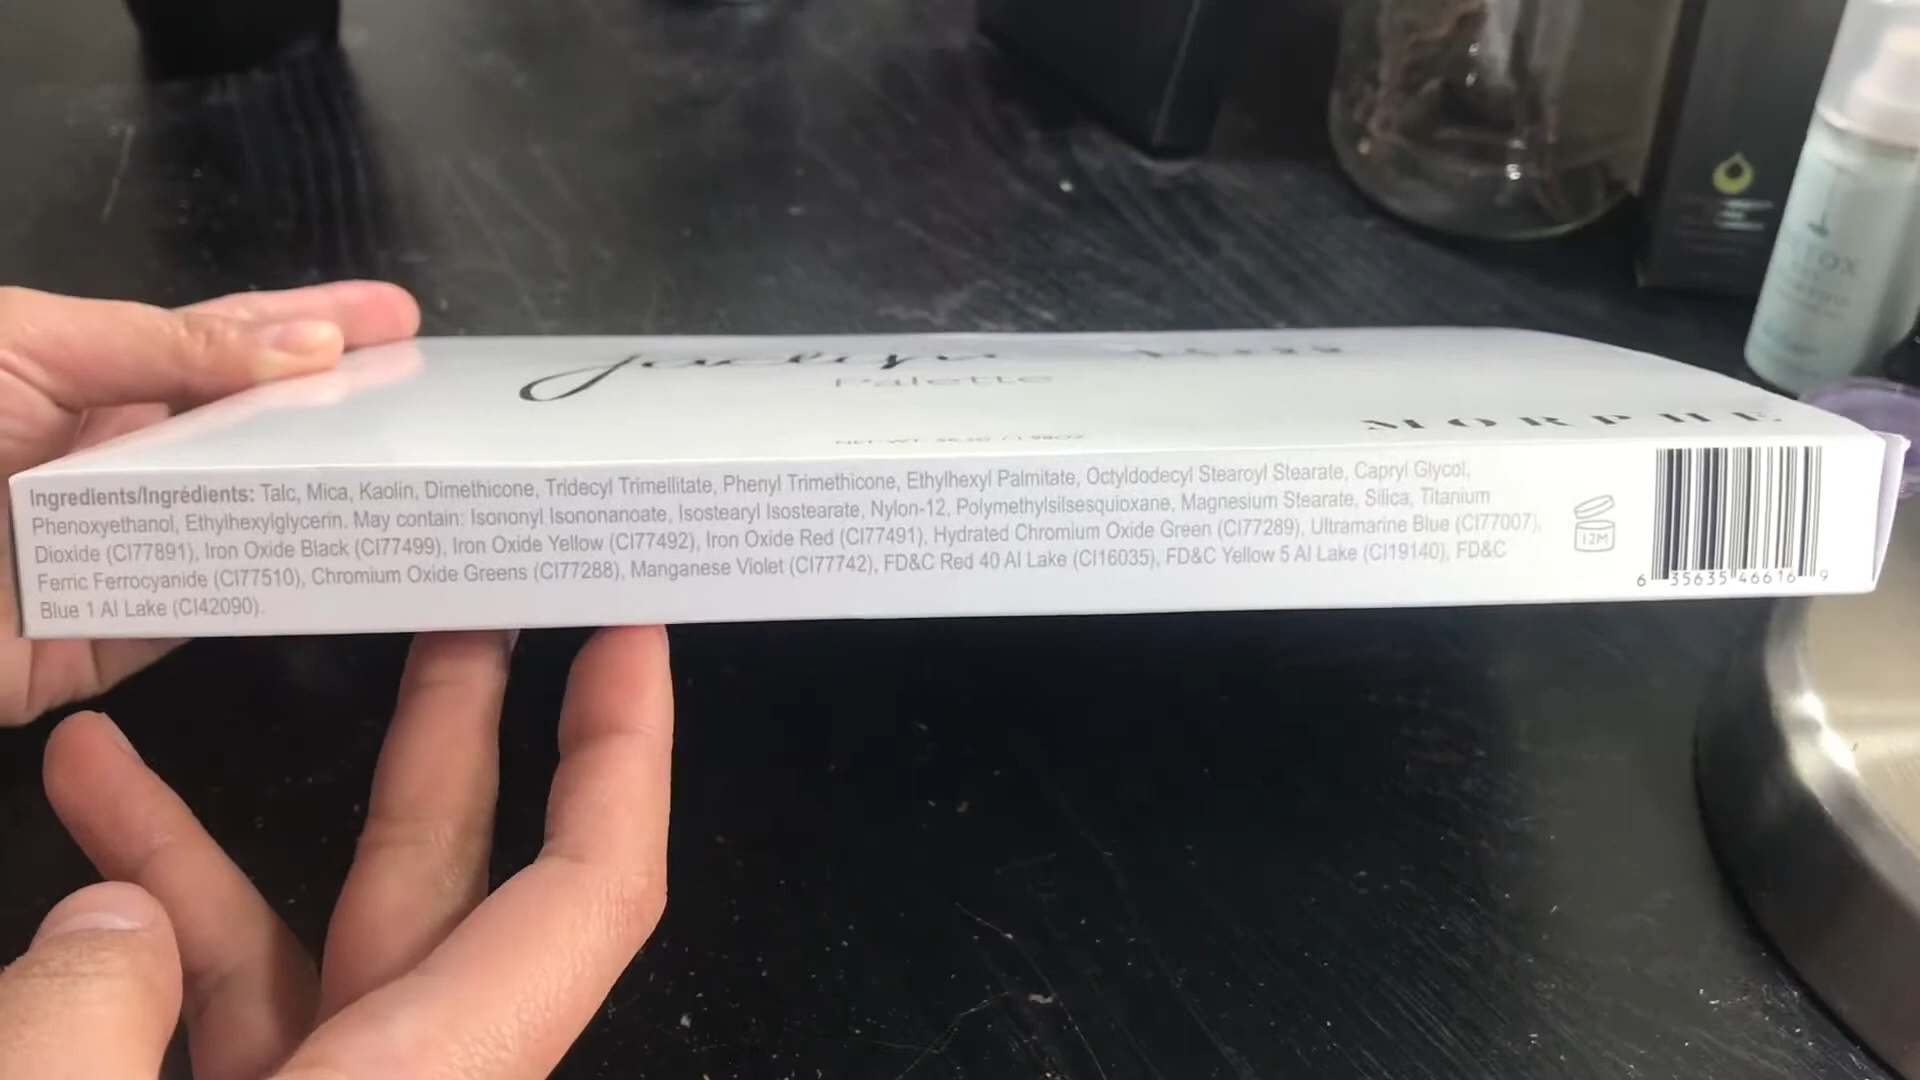 jaclyn
Palette
MORPHE
Ingredients/Ingrédients: Talc, Mica, Kaolin, Dimethicone, Tridecyl Trimellitate, Phenyl Trimethicone, Ethylhexyl Palmitate, Octyldodecyl Stearoyl Stearate, Capryl Glycol,
Phenoxyethanol, Ethylhexylglycerin. May contain: Isononyl Isononanoate, Isostearyl Isostearate, Nylon-12, Polymethylsilsesquioxane, Magnesium Stearate, Silica, Titanium
Dioxide (CI77891), Iron Oxide Black (CI77499), Iron Oxide Yellow (CI77492), Iron Oxide Red (CI77491), Hydrated Chromium Oxide Green (CI77289), Ultramarine Blue (CI77007),
Ferric Ferrocyanide (CI77510), Chromium Oxide Greens (CI77288), Manganese Violet (CI77742), FD&C Red 40 Al Lake (CI16035), FD&C Yellow 5 Al Lake (CI19140), FD&C
Blue 1 Al Lake (CI42090).
12M
6 35635 46616 9